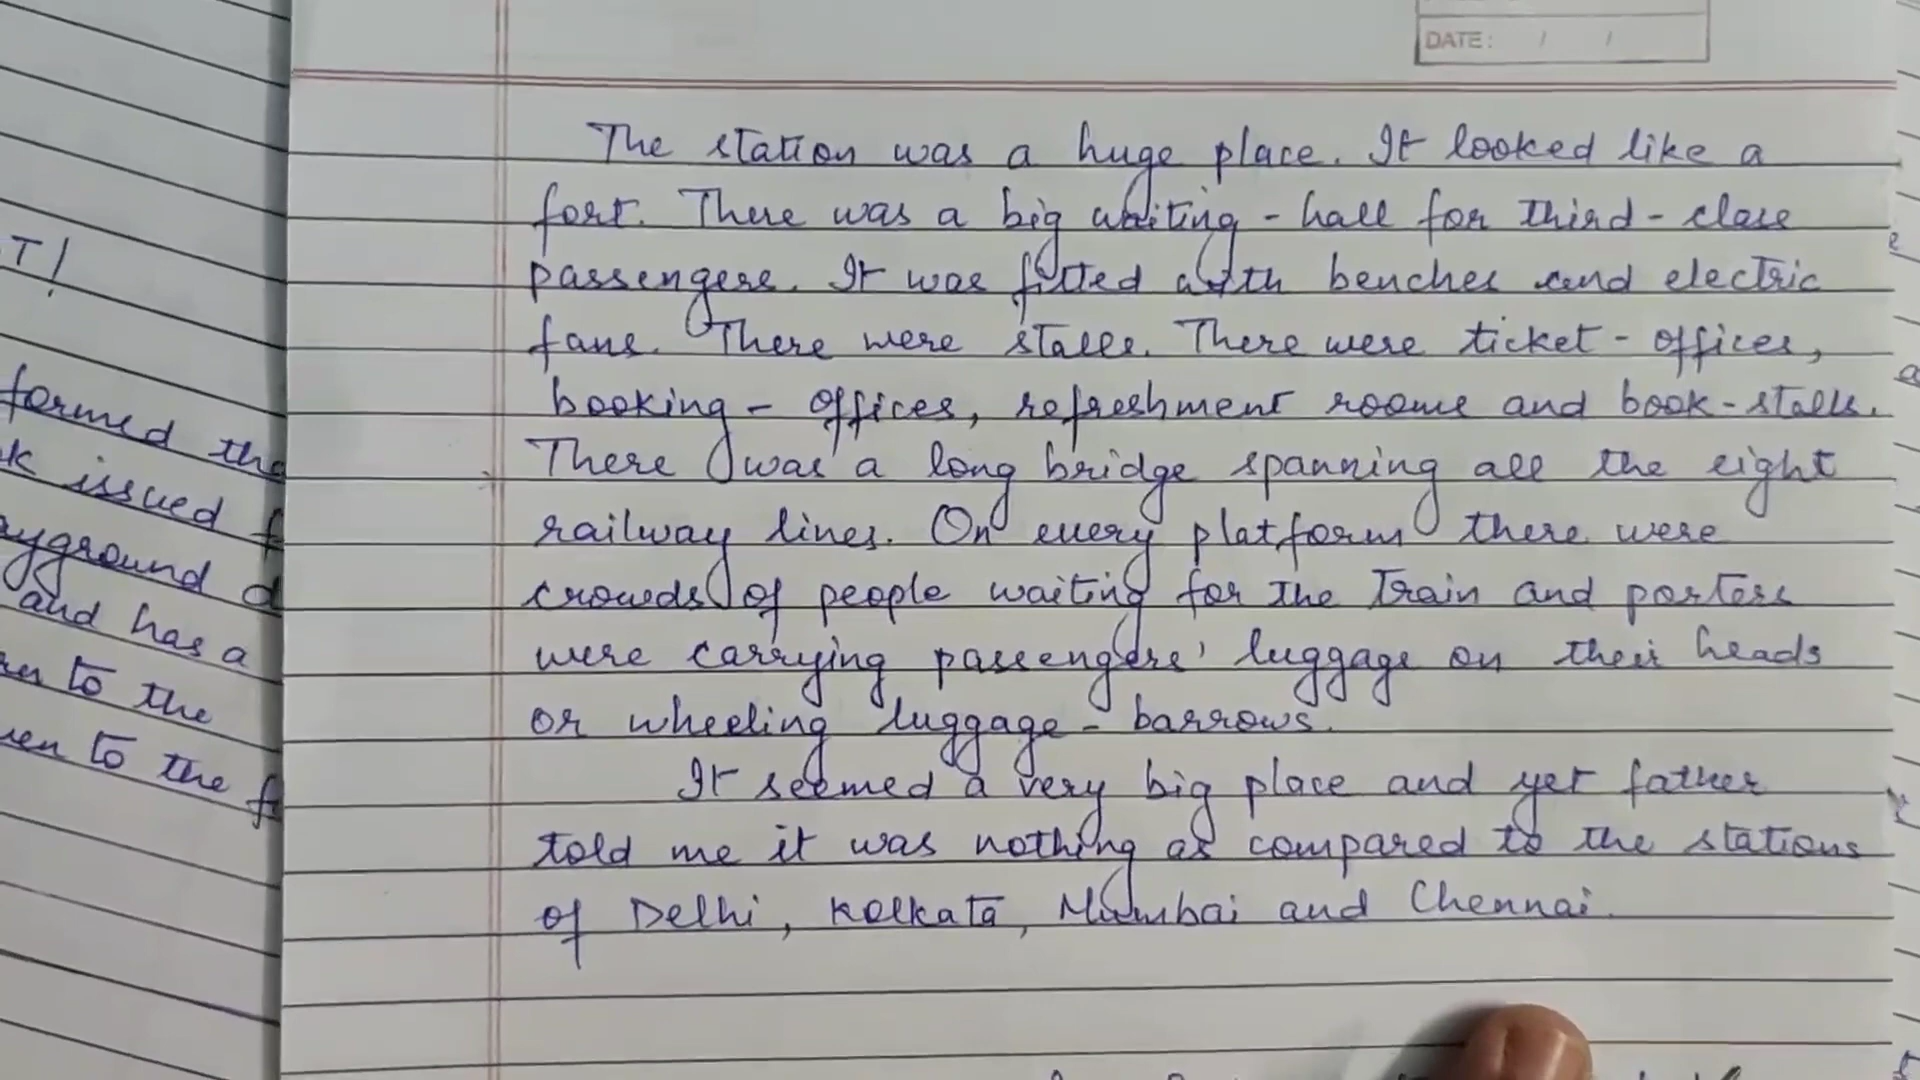 DATE: / /
The station was a huge place. It looked like a
fort. There was a big waiting - hall for third - class
passengers. It was fitted with benches and electric
fans. There were stalls. There were ticket - offices,
booking - offices, refreshment rooms and book - stalls.
There was a long bridge spanning all the eight
railway lines. On every platform there were
crowds of people waiting for the train and porters
were carrying passengers' luggage on their heads
or wheeling luggage - barrows.
It seemed a very big place and yet father
told me it was nothing as compared to the stations
of Delhi, Kolkata, Mumbai and Chennai.
T!
formed the
k issued
ayground
and has a
to the
en to the